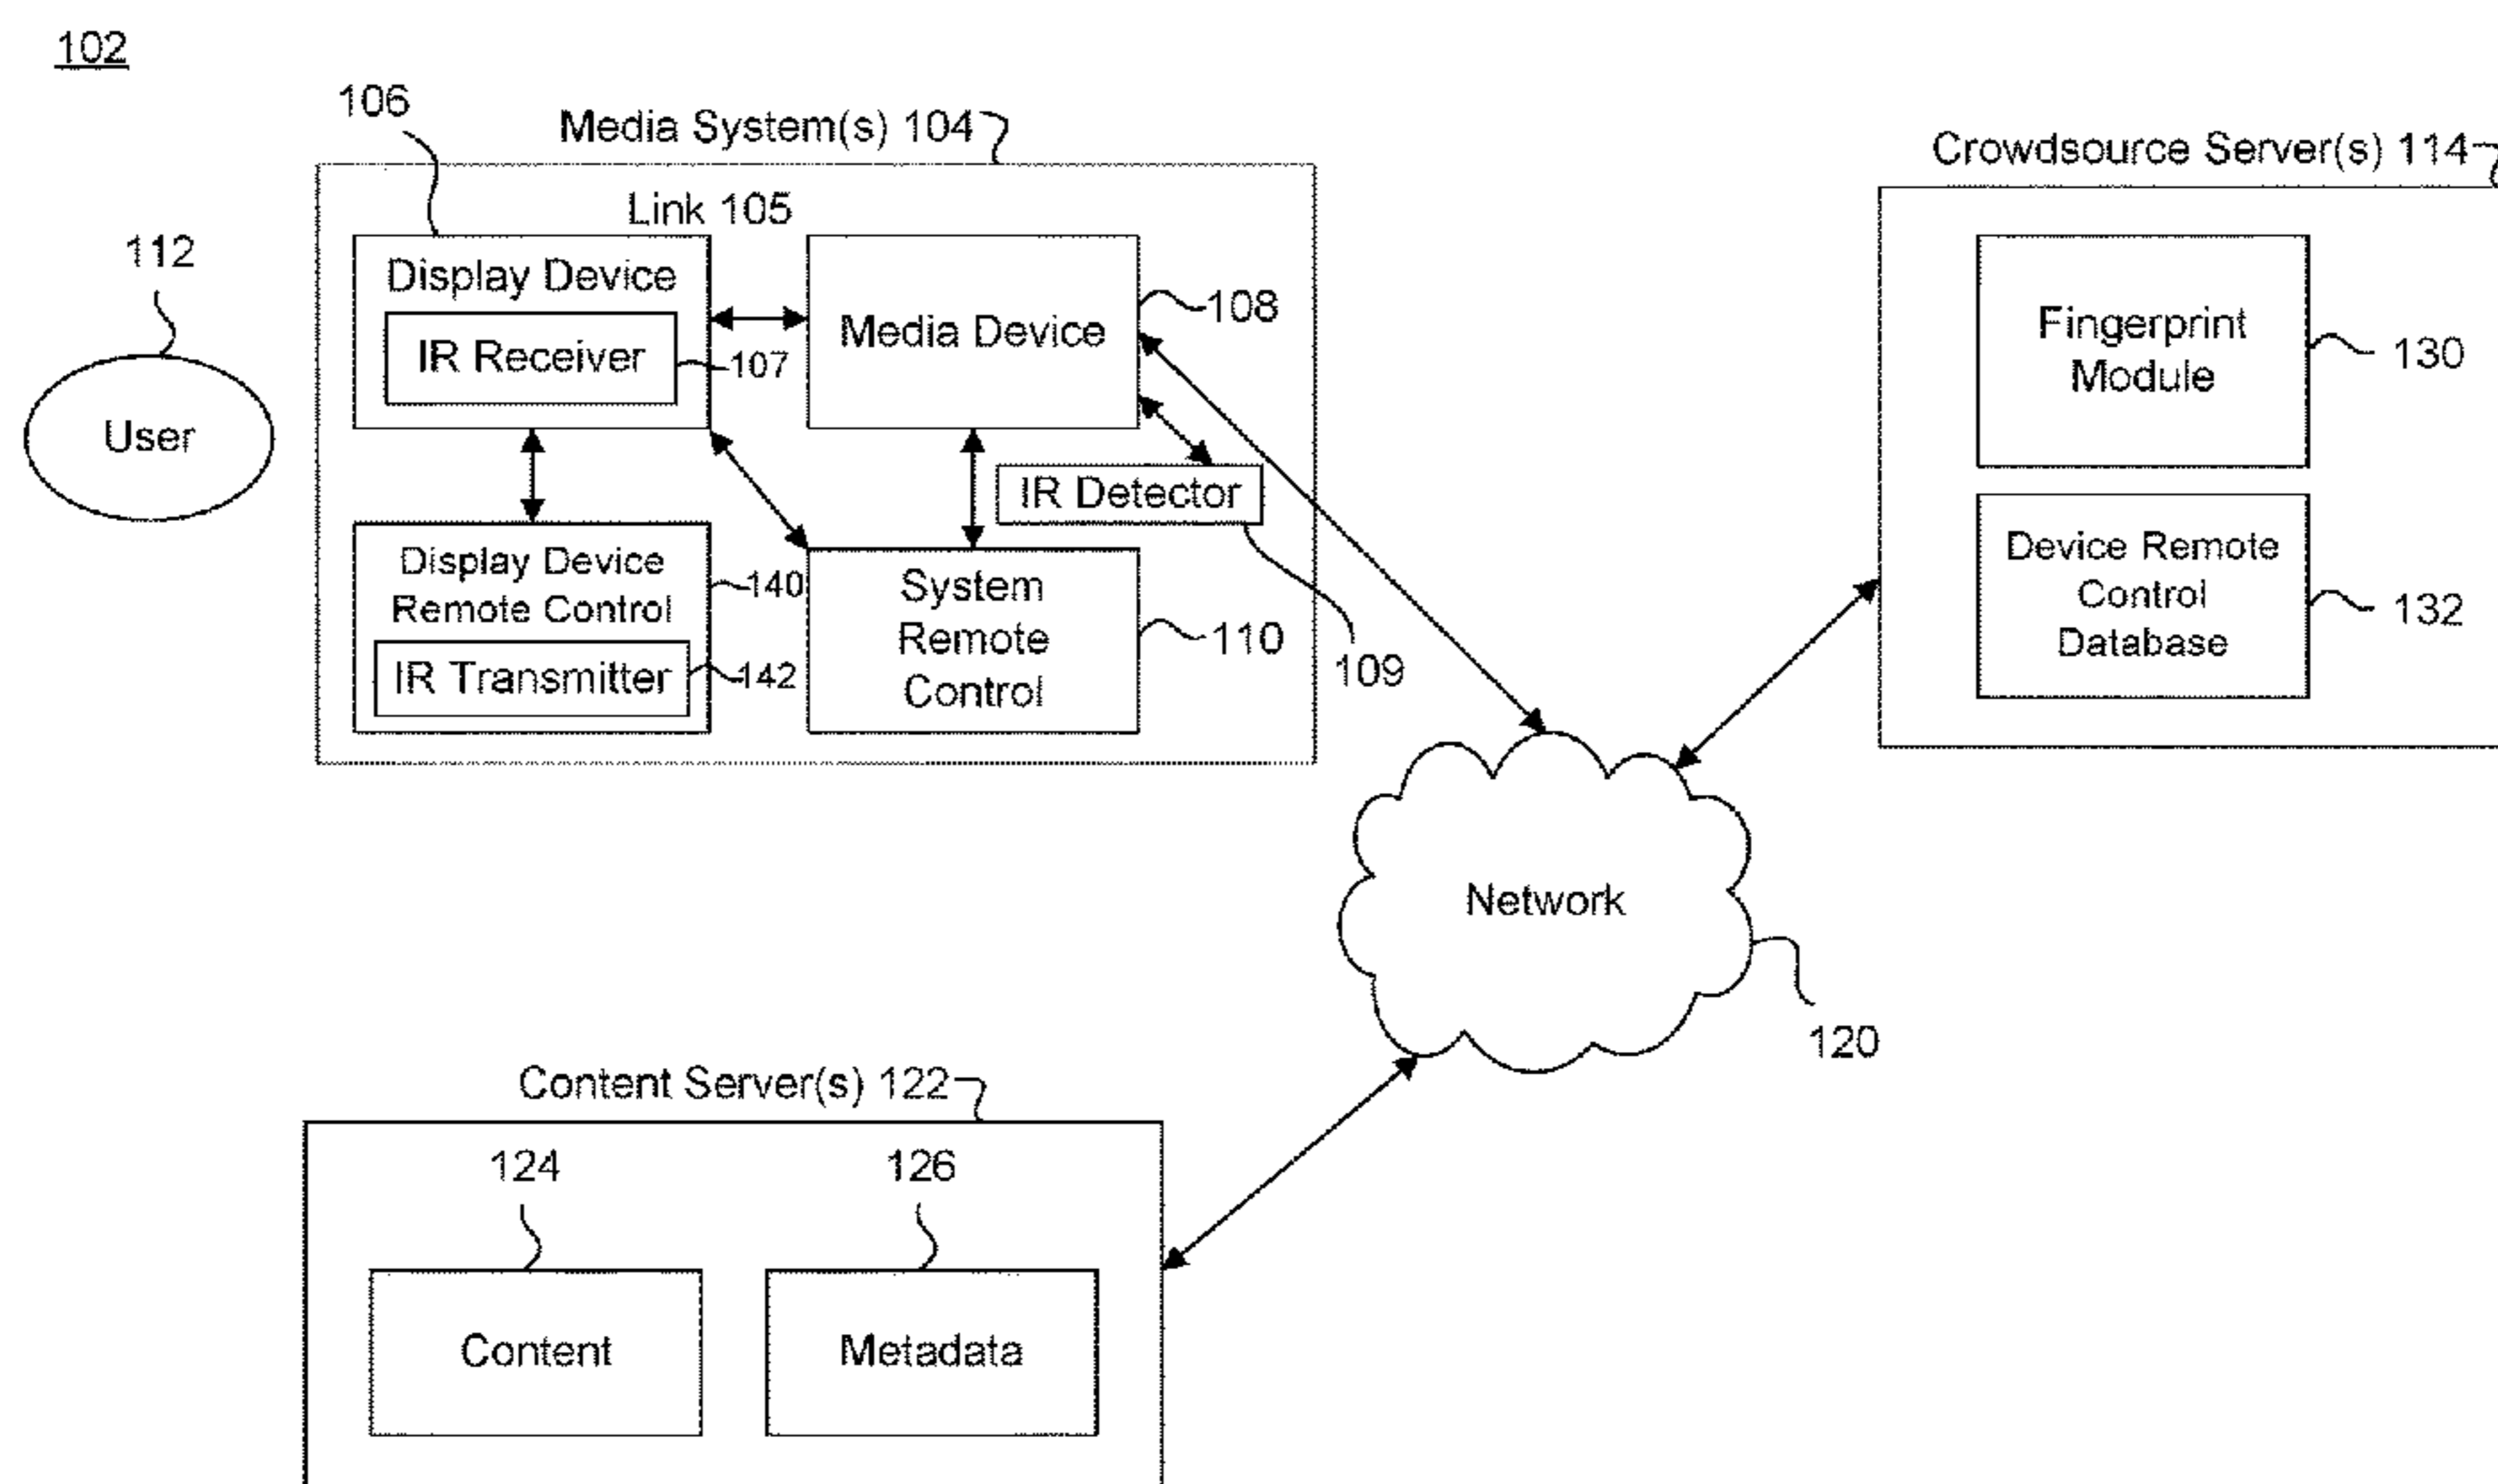 102
106
Media System(s) 104
Crowdsource Server(s) 114
Link 105
112
Display Device
IR Receiver
107
Media Device
108
Fingerprint
Module
130
User
IR Detector
109
Display Device
Remote Control
140
IR Transmitter
142
System
Remote
Control
110
Device Remote
Control
Database
132
Network
120
Content Server(s) 122
124
126
Content
Metadata